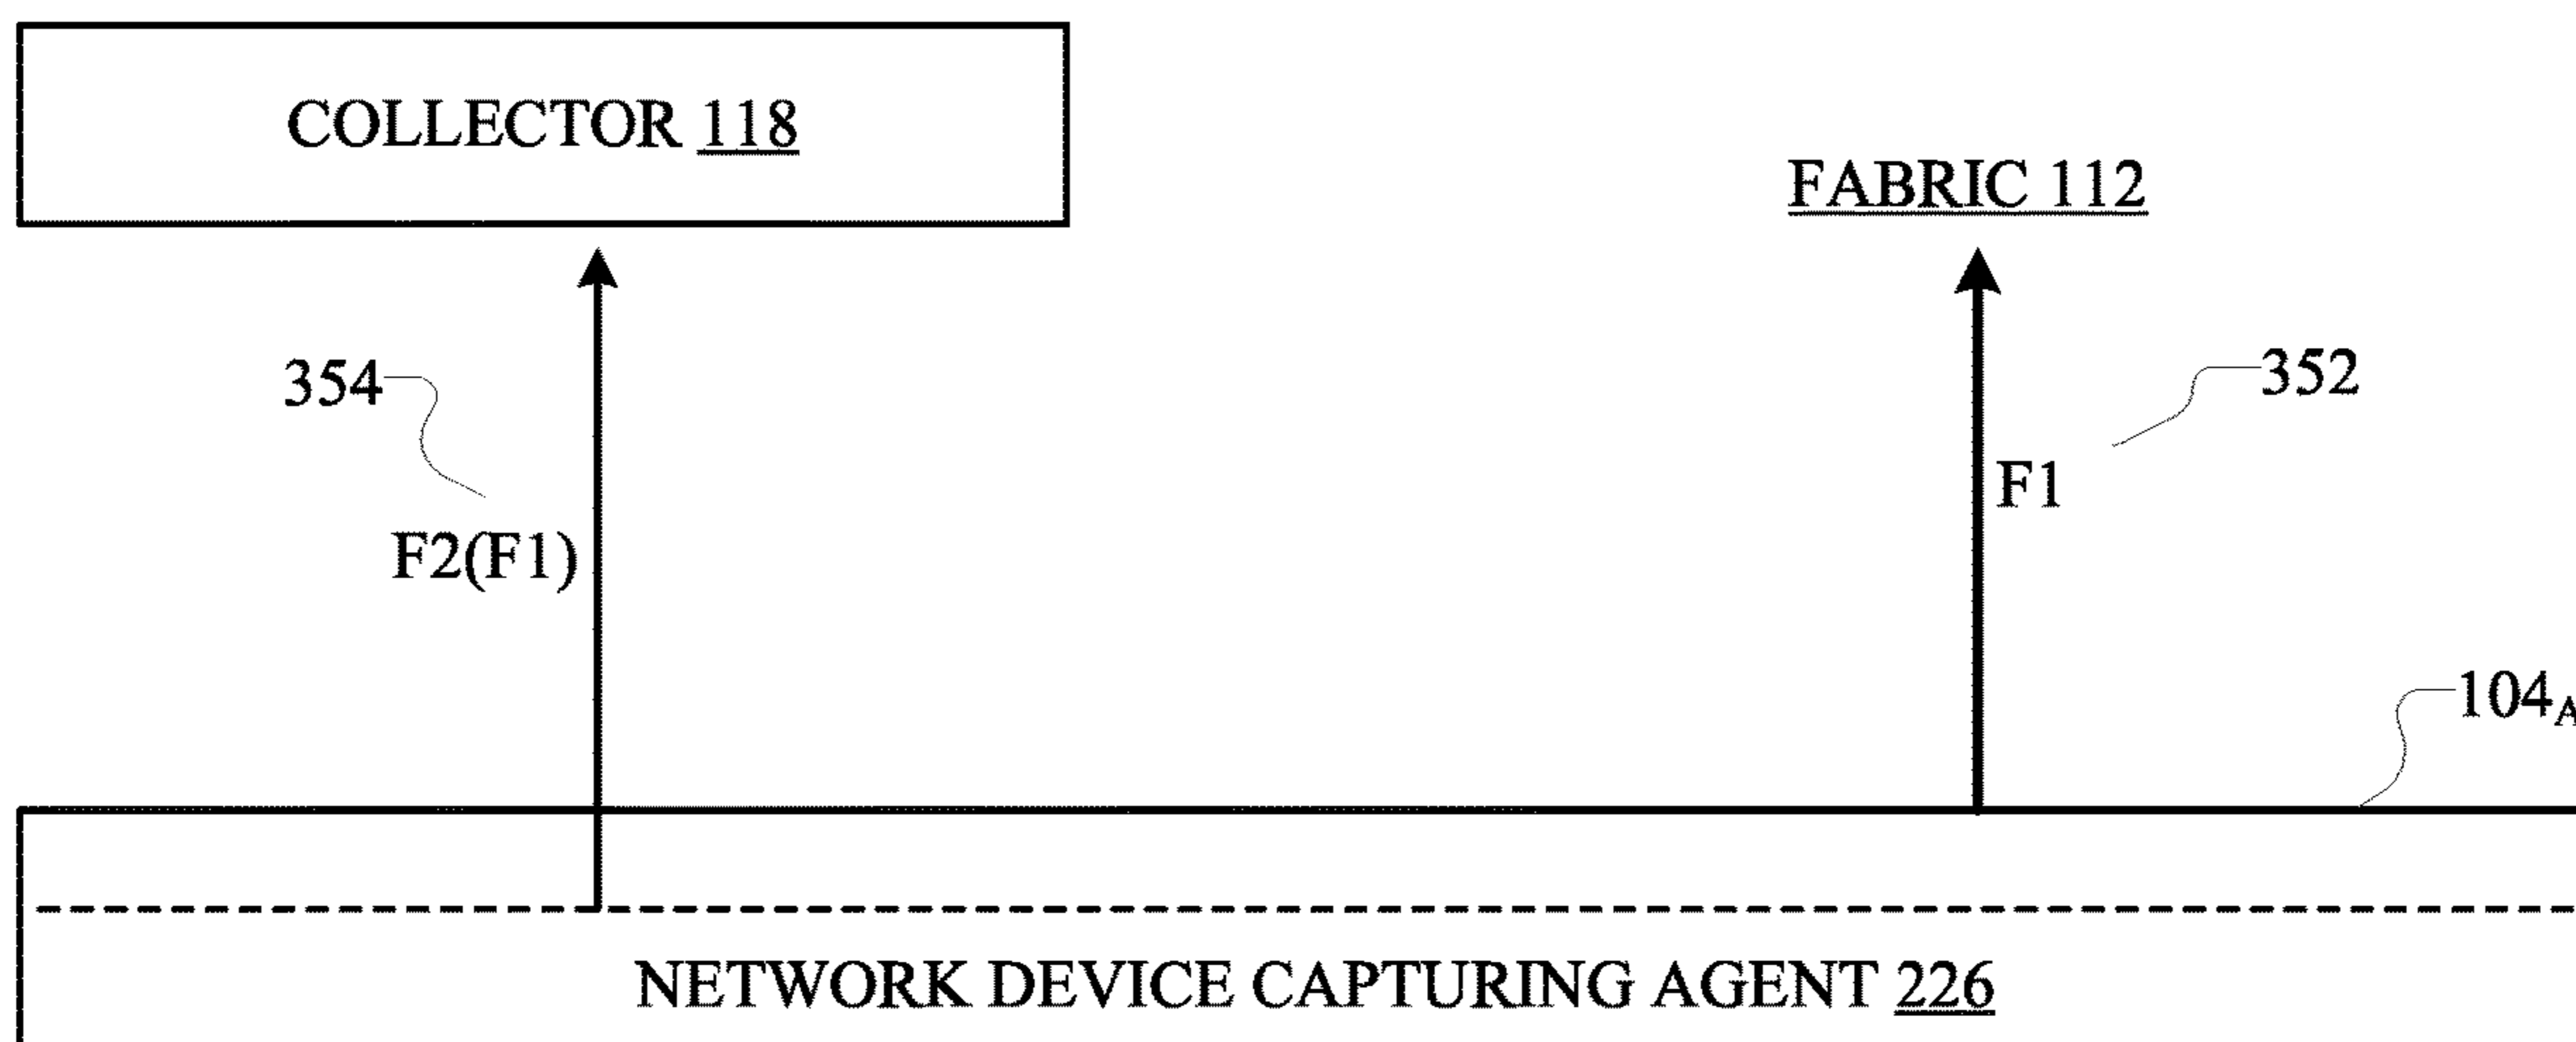 COLLECTOR 118
FABRIC 112
354
352
F1
F2(F1)
104A
NETWORK DEVICE CAPTURING AGENT 226